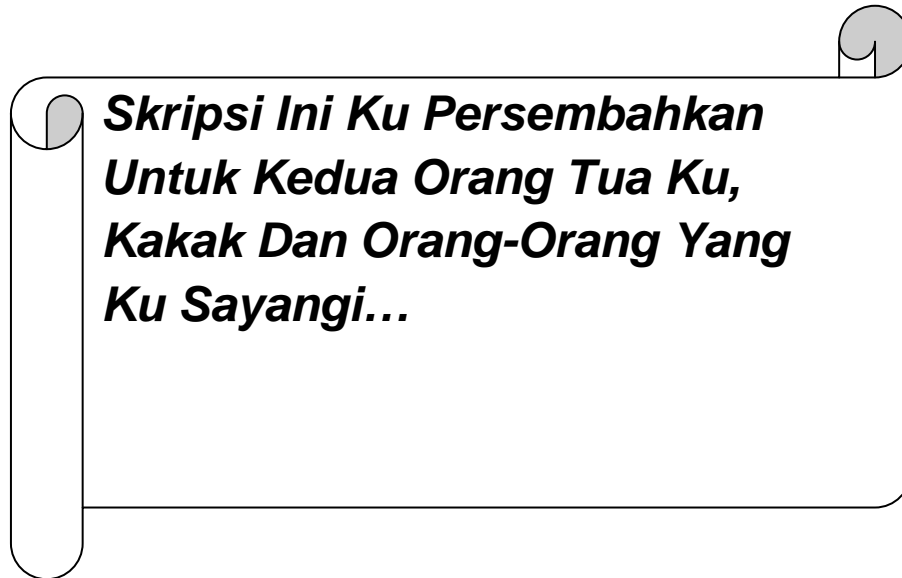 Skripsi Ini Ku Persembahkan
Untuk Kedua Orang Tua Ku,
Kakak Dan Orang-Orang Yang
Ku Sayangi…